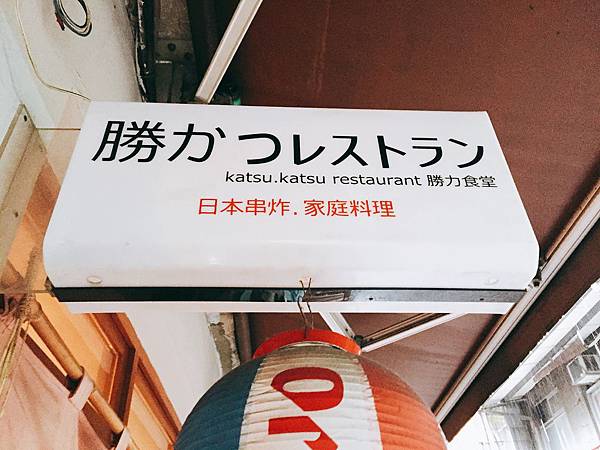 勝かつレストラン
katsu.katsu restaurant 勝力食堂
日本串炸.家庭料理
or